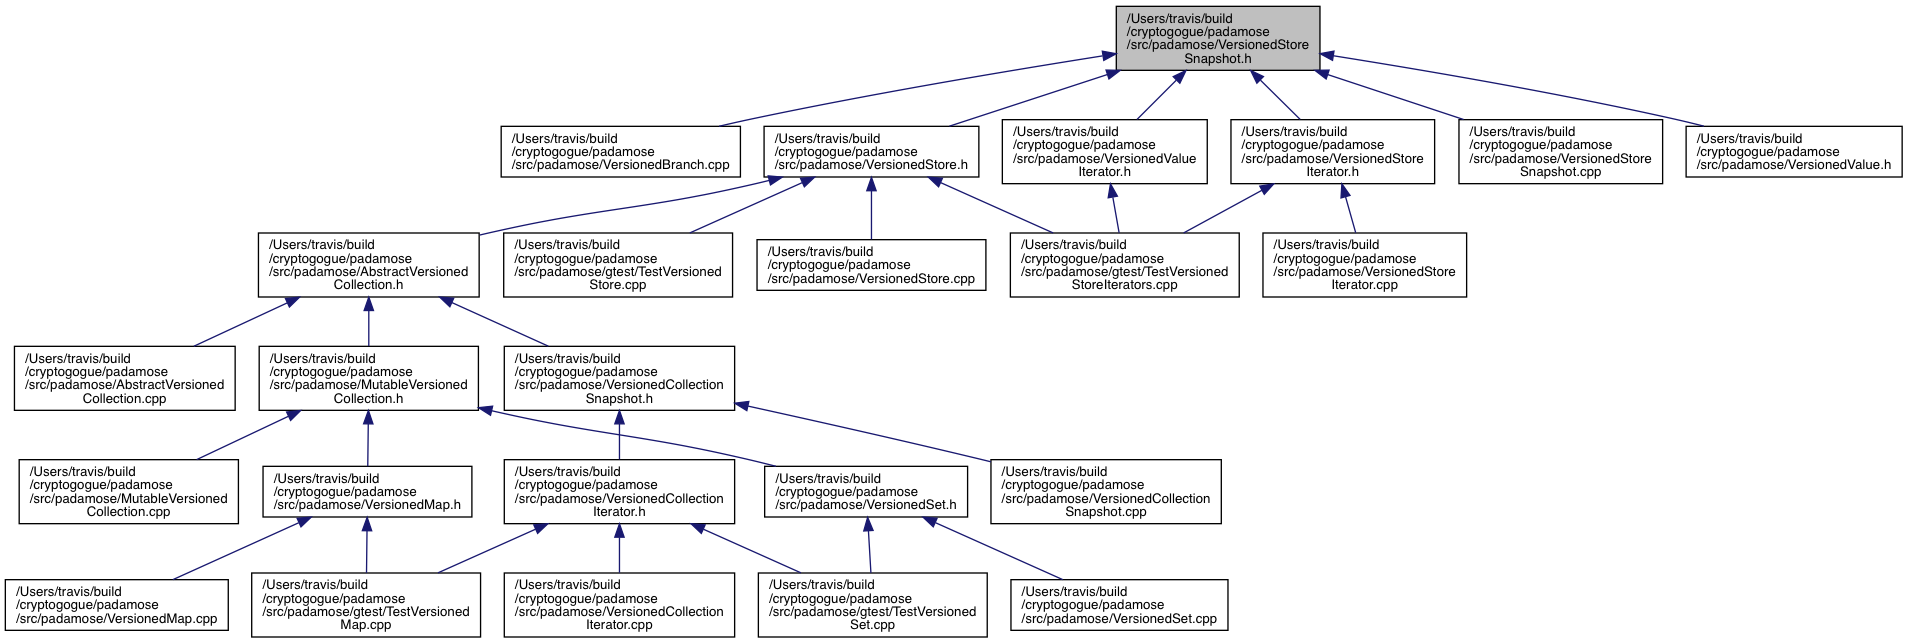 /Users/travis/build
/cryptogogue/padamose
/src/padamose/VersionedStore
Snapshot.h
/Users/travis/build
/cryptogogue/padamose
/src/padamose/VersionedBranch.cpp
/Users/travis/build
/cryptogogue/padamose
/src/padamose/VersionedStore.h
/Users/travis/build
/cryptogogue/padamose
/src/padamose/VersionedValue
Iterator.h
/Users/travis/build
/cryptogogue/padamose
/src/padamose/VersionedStore
Iterator.h
/Users/travis/build
/cryptogogue/padamose
/src/padamose/VersionedStore
Snapshot.cpp
/Users/travis/build
/cryptogogue/padamose
/src/padamose/VersionedValue.h
/Users/travis/build
/cryptogogue/padamose
/src/padamose/AbstractVersioned
Collection.h
/Users/travis/build
/cryptogogue/padamose
/src/padamose/gtest/TestVersioned
Store.cpp
/Users/travis/build
/cryptogogue/padamose
/src/padamose/VersionedStore.cpp
/Users/travis/build
/cryptogogue/padamose
/src/padamose/gtest/TestVersioned
StoreIterators.cpp
/Users/travis/build
/cryptogogue/padamose
/src/padamose/VersionedStore
Iterator.cpp
/Users/travis/build
/cryptogogue/padamose
/src/padamose/AbstractVersioned
Collection.cpp
/Users/travis/build
/cryptogogue/padamose
/src/padamose/MutableVersioned
Collection.h
/Users/travis/build
/cryptogogue/padamose
/src/padamose/VersionedCollection
Snapshot.h
/Users/travis/build
/cryptogogue/padamose
/src/padamose/MutableVersioned
Collection.cpp
/Users/travis/build
/cryptogogue/padamose
/src/padamose/VersionedMap.h
/Users/travis/build
/cryptogogue/padamose
/src/padamose/VersionedCollection
Iterator.h
/Users/travis/build
/cryptogogue/padamose
/src/padamose/VersionedSet.h
/Users/travis/build
/cryptogogue/padamose
/src/padamose/VersionedCollection
Snapshot.cpp
/Users/travis/build
/cryptogogue/padamose
/src/padamose/VersionedMap.cpp
/Users/travis/build
/cryptogogue/padamose
/src/padamose/gtest/TestVersioned
Map.cpp
/Users/travis/build
/cryptogogue/padamose
/src/padamose/VersionedCollection
Iterator.cpp
/Users/travis/build
/cryptogogue/padamose
/src/padamose/gtest/TestVersioned
Set.cpp
/Users/travis/build
/cryptogogue/padamose
/src/padamose/VersionedSet.cpp